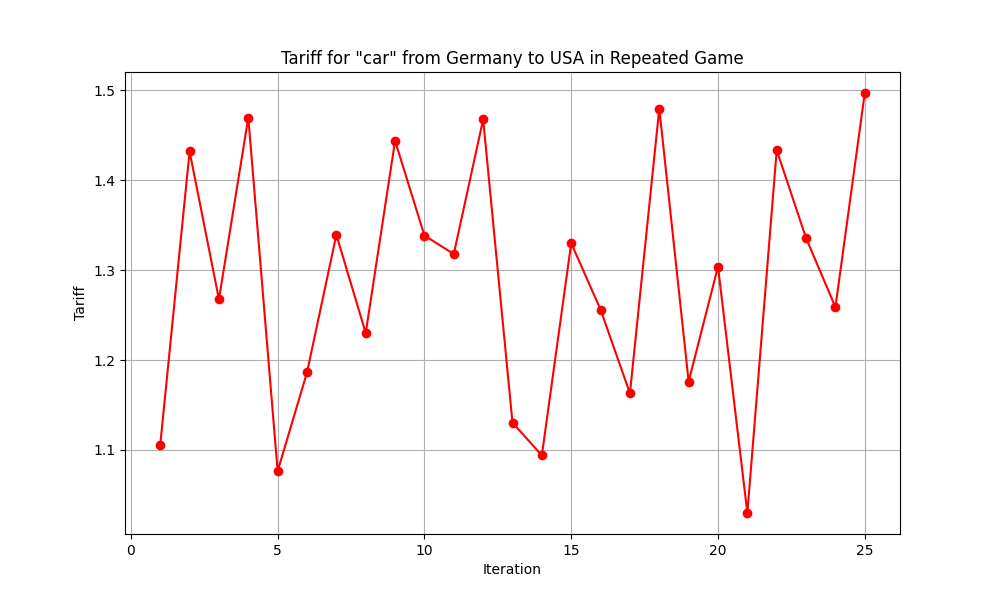 Tariff for "car" from Germany to USA in Repeated Game
1.5
1.4
1.3
1.2
1.1
Tariff
0 5 10 15 20 25
Iteration